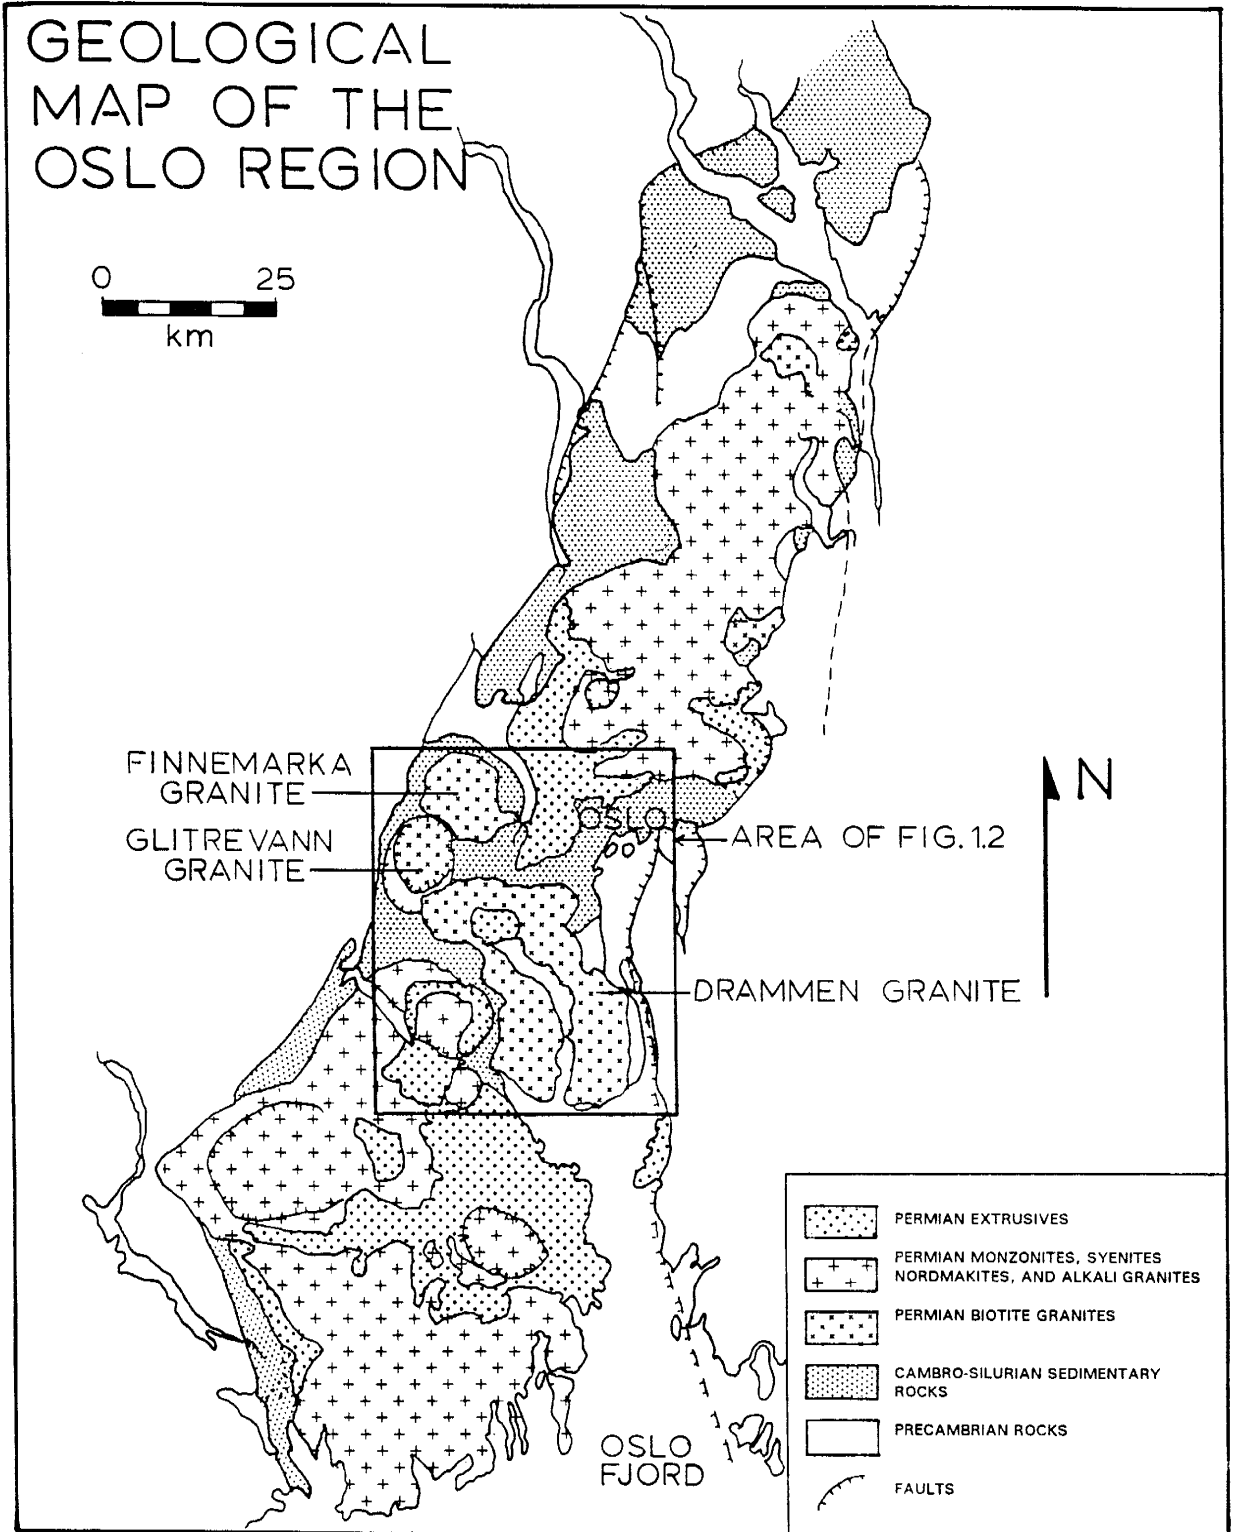 GEOLOGICAL
MAP OF THE
OSLO REGION
0 25
km
FINNEMARKA
GRANITE
GLITREVANN
GRANITE
OSLO
AREA OF FIG. 1.2
N
DRAMMEN GRANITE
OSLO
FJORD
PERMIAN EXTRUSIVES
PERMIAN MONZONITES, SYENITES
NORDMAKITES, AND ALKALI GRANITES
PERMIAN BIOTITE GRANITES
CAMBRO-SILURIAN SEDIMENTARY
ROCKS
PRECAMBRIAN ROCKS
FAULTS